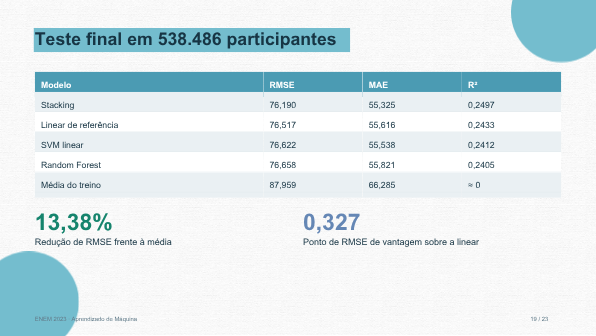 Teste final em 538.486 participantes
Modelo RMSE MAE R²
Stacking 76,190 55,325 0,2497
Linear de referência 76,517 55,616 0,2433
SVM linear 76,622 55,538 0,2412
Random Forest 76,658 55,821 0,2405
Média do treino 87,959 66,285 ≈ 0
13,38% 0,327
Redução de RMSE frente à média Ponto de RMSE de vantagem sobre a linear
ENEM 2023 · Aprendizado de Máquina 19 / 23